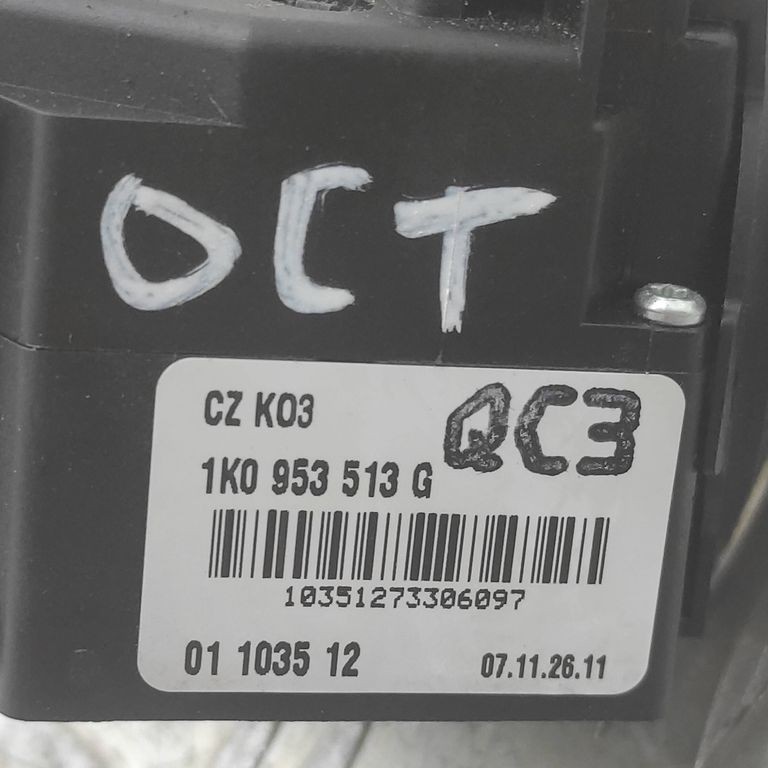 OCT
CZ K03
QC3
1K0 953 513 G
10351273306097
01 1035 12
07.11.26.11